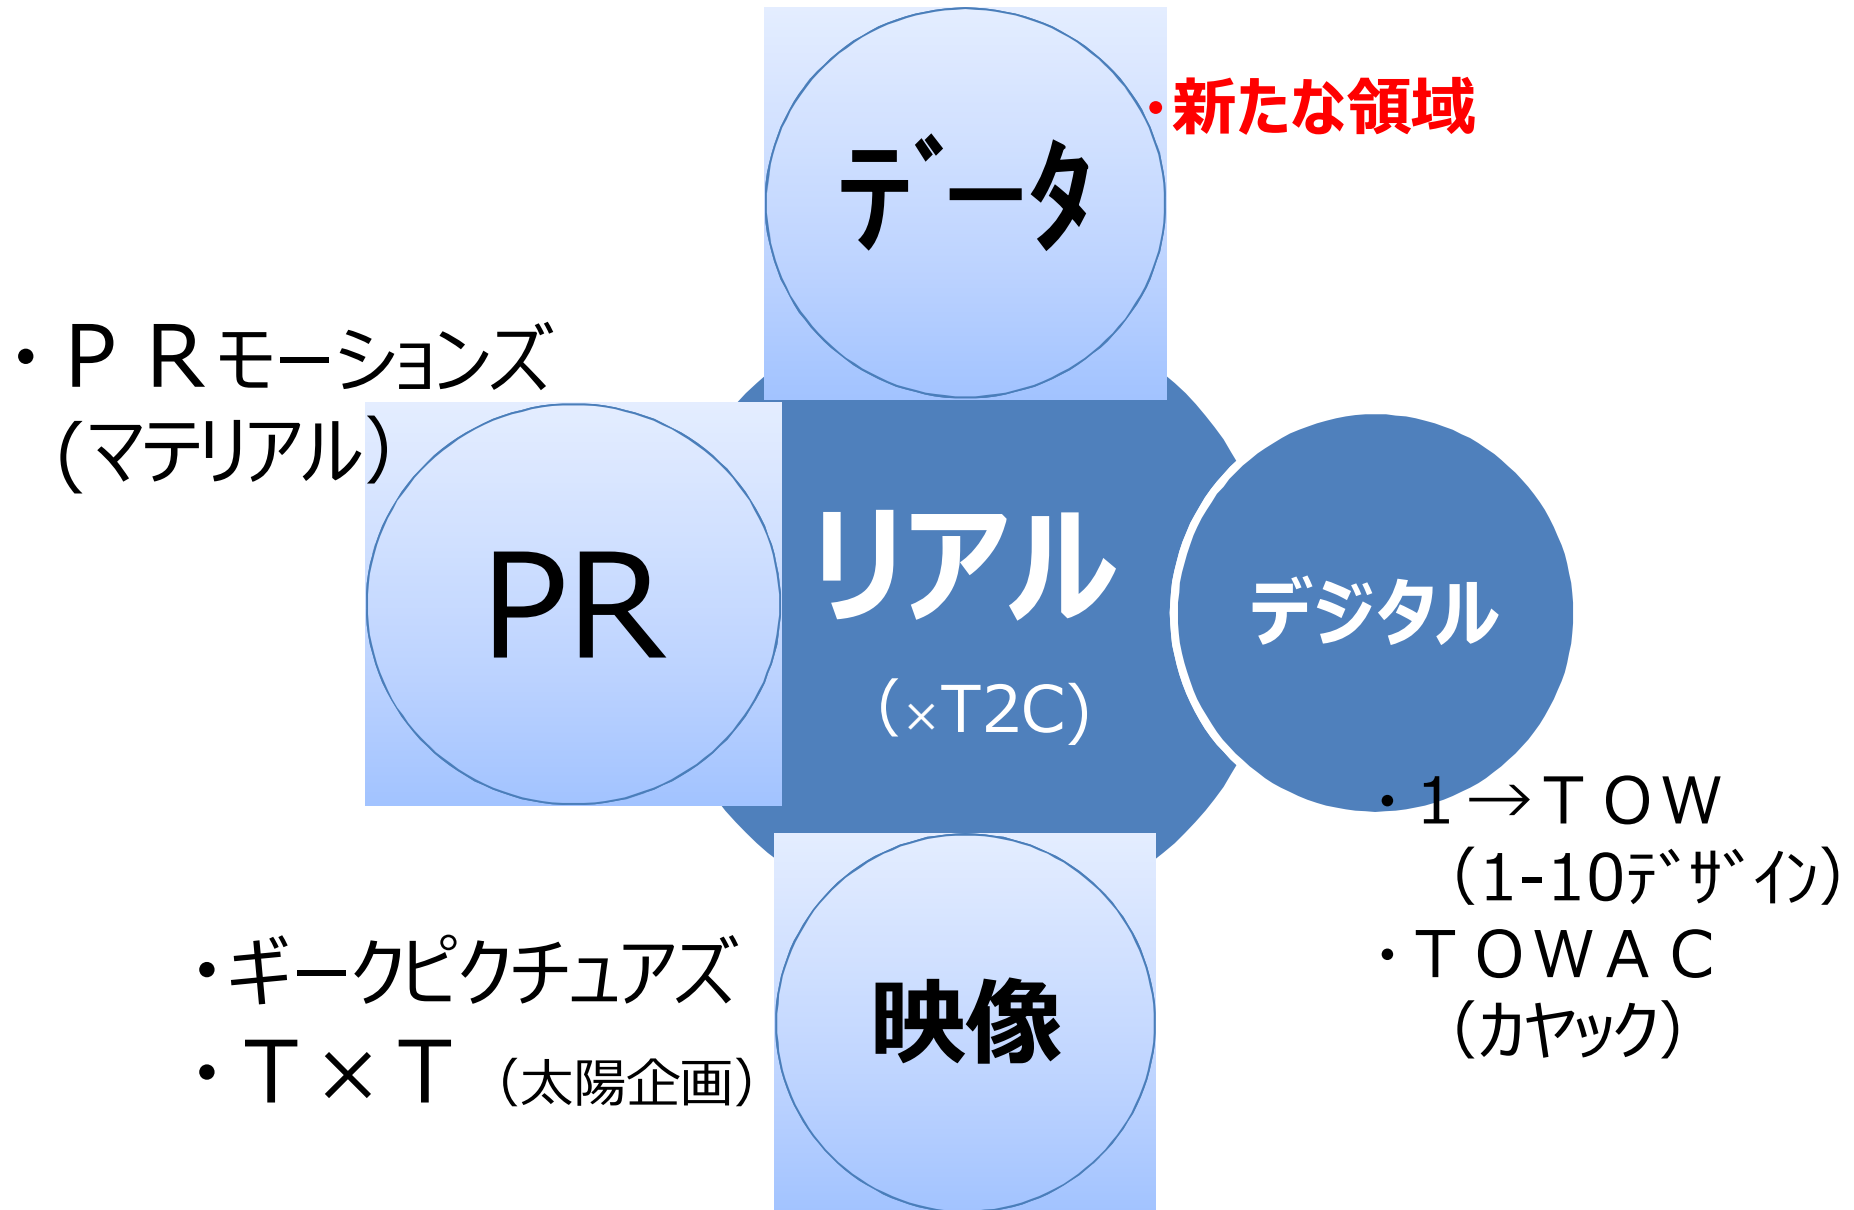 ﾃﾞｰﾀ
・新たな領域
・ＰＲモーションズ
(マテリアル）
PR
リアル
（×T2C）
デジタル
・１→ＴＯＷ
（1-10ﾃﾞｻﾞｲﾝ）
・ＴＯＷＡＣ
（カヤック）
・ギークピクチュアズ
・Ｔ×Ｔ（太陽企画）
映像